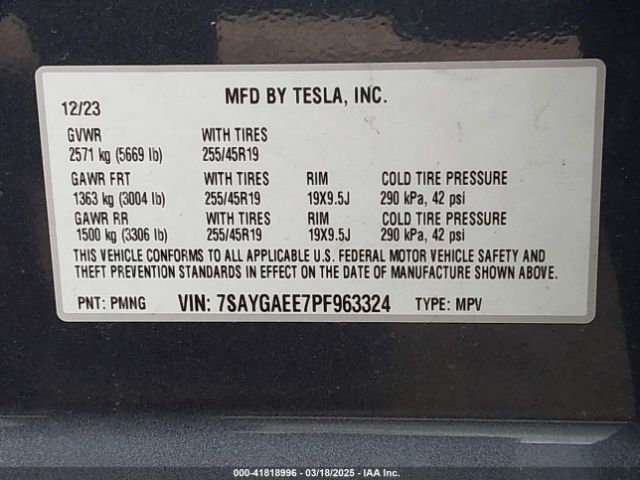 MFD BY TESLA, INC.
12/23
GVWR WITH TIRES
2571 kg (5669 lb) 255/45R19
GAWR FRT WITH TIRES RIM COLD TIRE PRESSURE
1363 kg (3004 lb) 255/45R19 19X9.5J 290 kPa, 42 psi
GAWR RR WITH TIRES RIM COLD TIRE PRESSURE
1500 kg (3306 lb) 255/45R19 19X9.5J 290 kPa, 42 psi
THIS VEHICLE CONFORMS TO ALL APPLICABLE U.S. FEDERAL MOTOR VEHICLE SAFETY AND
THEFT PREVENTION STANDARDS IN EFFECT ON THE DATE OF MANUFACTURE SHOWN ABOVE.
PNT: PMNG VIN: 7SAYGAEE7PF963324 TYPE: MPV
000-41818996 — 03/18/2025 — IAA Inc.